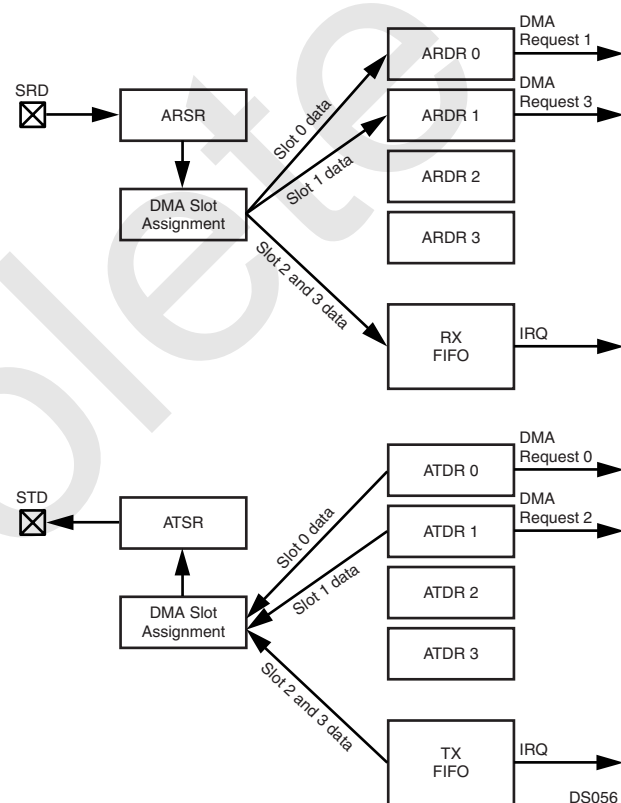 DMA
Request 1
ARDR 0
SRD
ARSR
DMA
Request 3
ARDR 1
Slot 0 data
Slot 1 data
ARDR 2
DMA Slot
Assignment
ARDR 3
Slot 2 and 3 data
RX
FIFO
IRQ
DMA
Request 0
ATDR 0
STD
ATSR
DMA
Request 2
ATDR 1
Slot 0 data
Slot 1 data
ATDR 2
DMA Slot
Assignment
ATDR 3
Slot 2 and 3 data
TX
FIFO
IRQ
DS056
olete